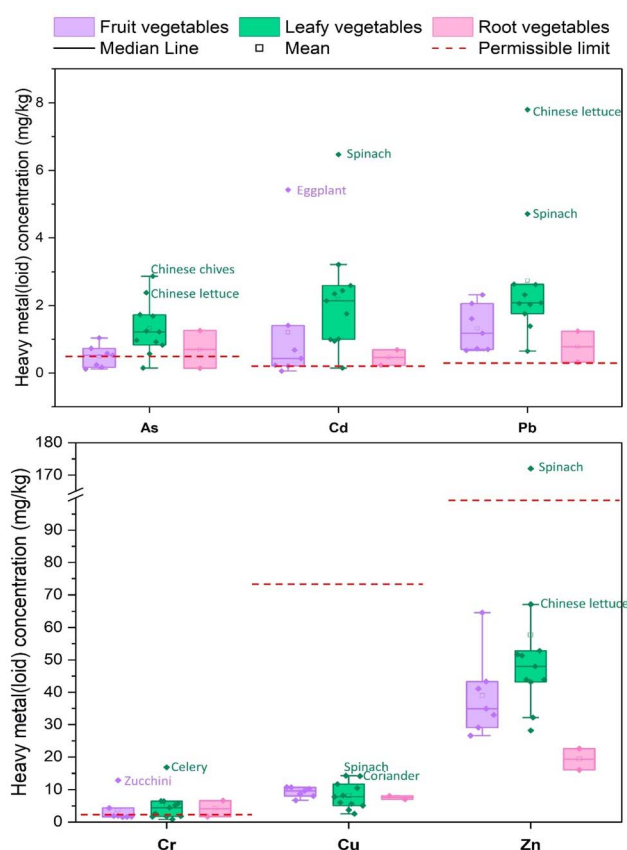 Fruit vegetables Leafy vegetables Root vegetables
Median Line Mean Permissible limit
Heavy metal(loid) concentration (mg/kg)
8
Chinese lettuce
Spinach
6
Eggplant
Spinach
4
Chinese chives
Chinese lettuce
2
0
As Cd Pb
Heavy metal(loid) concentration (mg/kg)
180
170
Spinach
90
80
70
Chinese lettuce
60
50
40
30
20
Celery
Spinach
Zucchini
Coriander
10
0
Cr Cu Zn